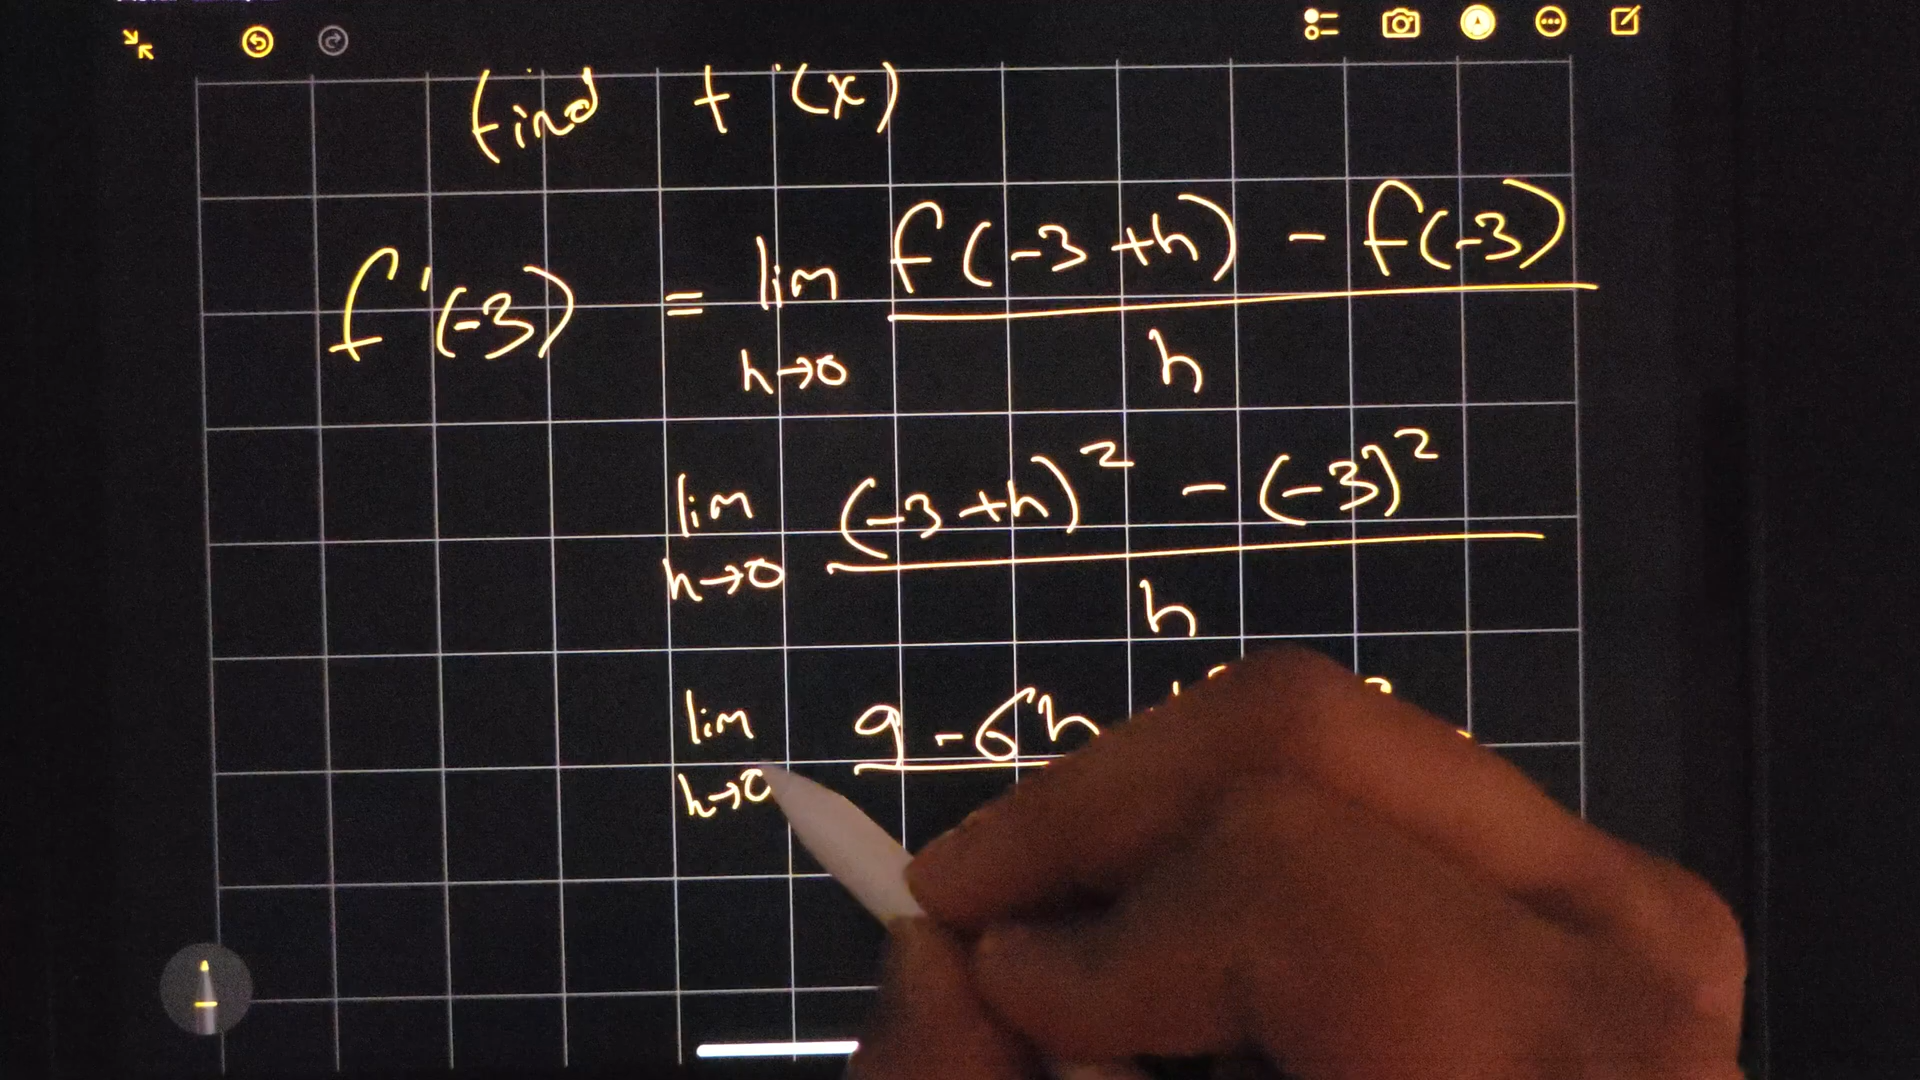 find f'(x)
f'(-3) = lim h→0 f(-3+h) - f(-3) / h
lim h→0 (-3+h)² - (-3)² / h
lim h→0 9 - 6h